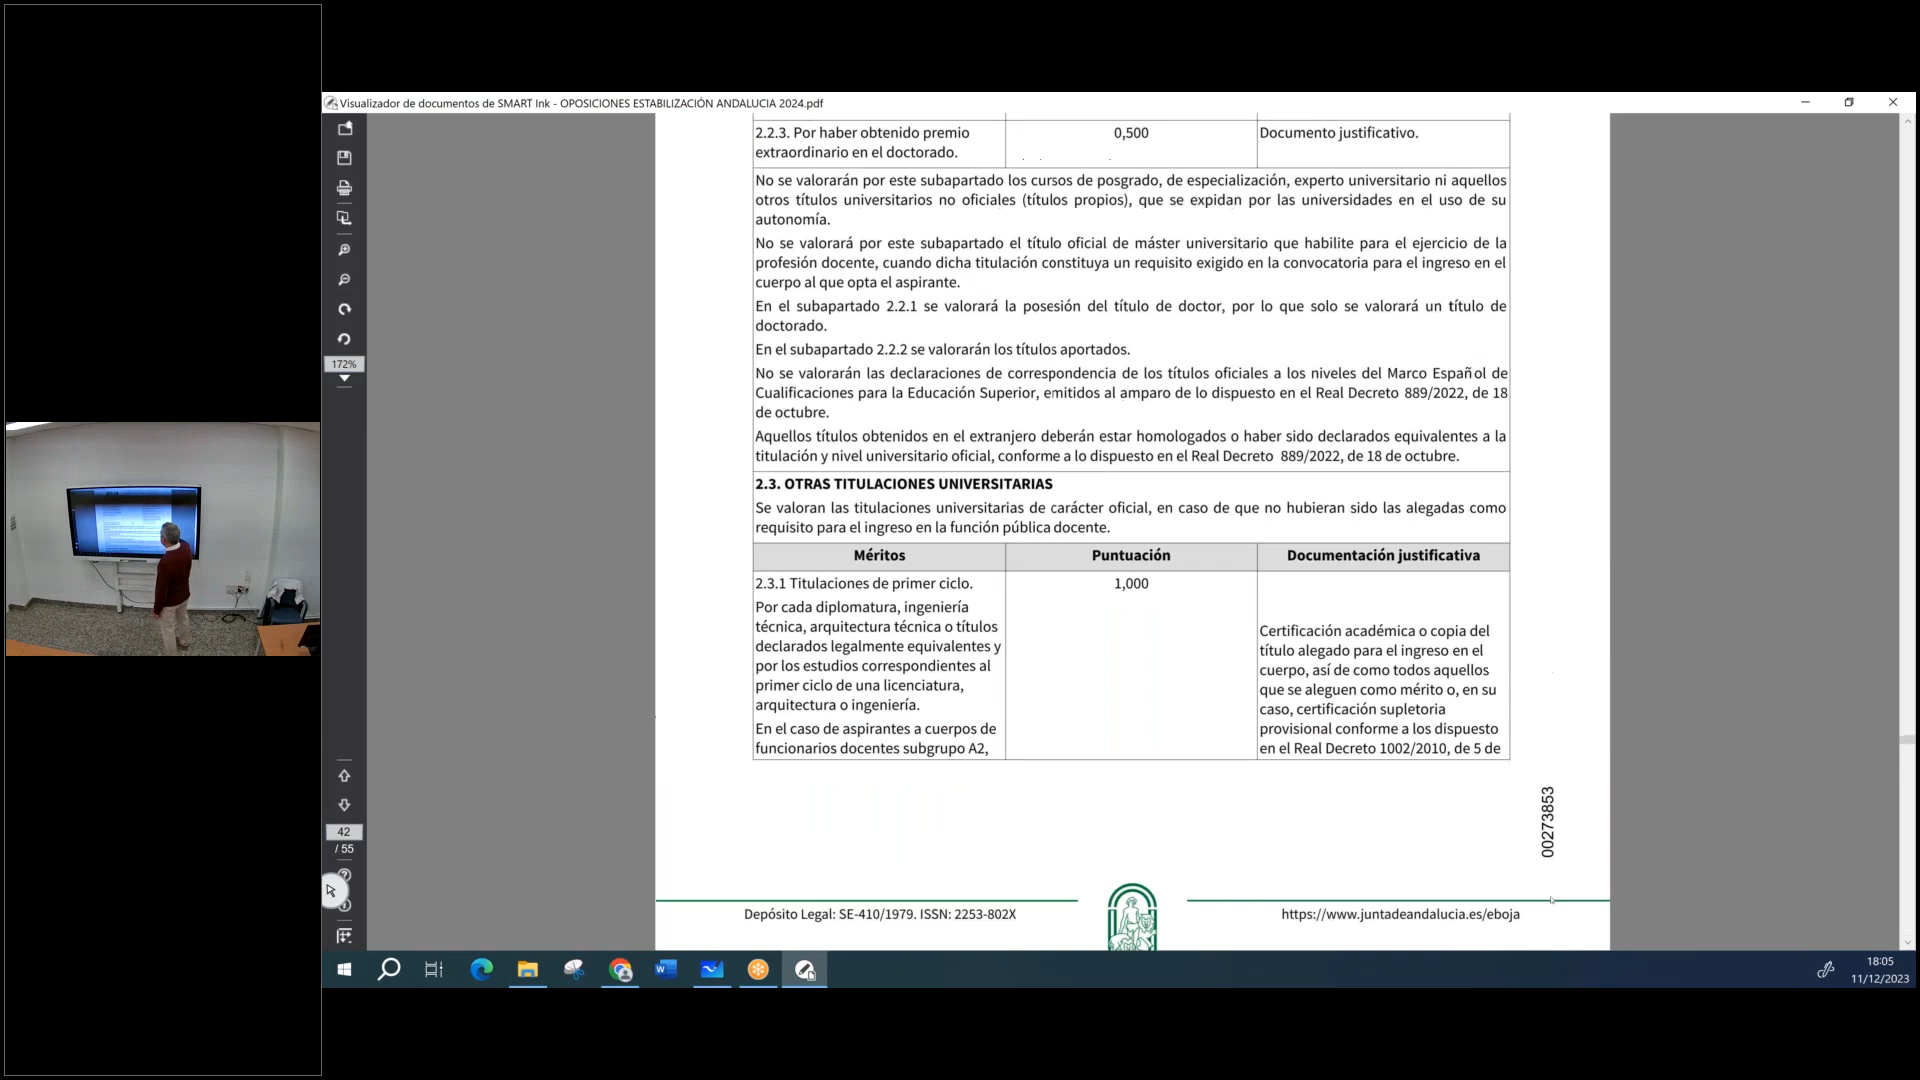 Visualizador de documentos de SMART Ink - OPOSICIONES ESTABILIZACIÓN ANDALUCIA 2024.pdf
2.2.3. Por haber obtenido premio
extraordinario en el doctorado.
0,500
Documento justificativo.
No se valorarán por este subapartado los cursos de posgrado, de especialización, experto universitario ni aquellos
otros títulos universitarios no oficiales (títulos propios), que se expidan por las universidades en el uso de su
autonomía.
No se valorará por este subapartado el título oficial de máster universitario que habilite para el ejercicio de la
profesión docente, cuando dicha titulación constituya un requisito exigido en la convocatoria para el ingreso en el
cuerpo al que opta el aspirante.
En el subapartado 2.2.1 se valorará la posesión del título de doctor, por lo que solo se valorará un título de
doctorado.
En el subapartado 2.2.2 se valorarán los títulos aportados.
No se valorarán las declaraciones de correspondencia de los títulos oficiales a los niveles del Marco Español de
Cualificaciones para la Educación Superior, emitidos al amparo de lo dispuesto en el Real Decreto 889/2022, de 18
de octubre.
Aquellos títulos obtenidos en el extranjero deberán estar homologados o haber sido declarados equivalentes a la
titulación y nivel universitario oficial, conforme a lo dispuesto en el Real Decreto 889/2022, de 18 de octubre.
2.3. OTRAS TITULACIONES UNIVERSITARIAS
Se valoran las titulaciones universitarias de carácter oficial, en caso de que no hubieran sido las alegadas como
requisito para el ingreso en la función pública docente.
Méritos
Puntuación
Documentación justificativa
2.3.1 Titulaciones de primer ciclo.
Por cada diplomatura, ingeniería
técnica, arquitectura técnica o títulos
declarados legalmente equivalentes y
por los estudios correspondientes al
primer ciclo de una licenciatura,
arquitectura o ingeniería.
En el caso de aspirantes a cuerpos de
funcionarios docentes subgrupo A2,
1,000
Certificación académica o copia del
título alegado para el ingreso en el
cuerpo, así de como todos aquellos
que se aleguen como mérito o, en su
caso, certificación supletoria
provisional conforme a los dispuesto
en el Real Decreto 1002/2010, de 5 de
00273853
Depósito Legal: SE-410/1979. ISSN: 2253-802X
https://www.juntadeandalucia.es/eboja
172%
42
/ 55
18:05
11/12/2023